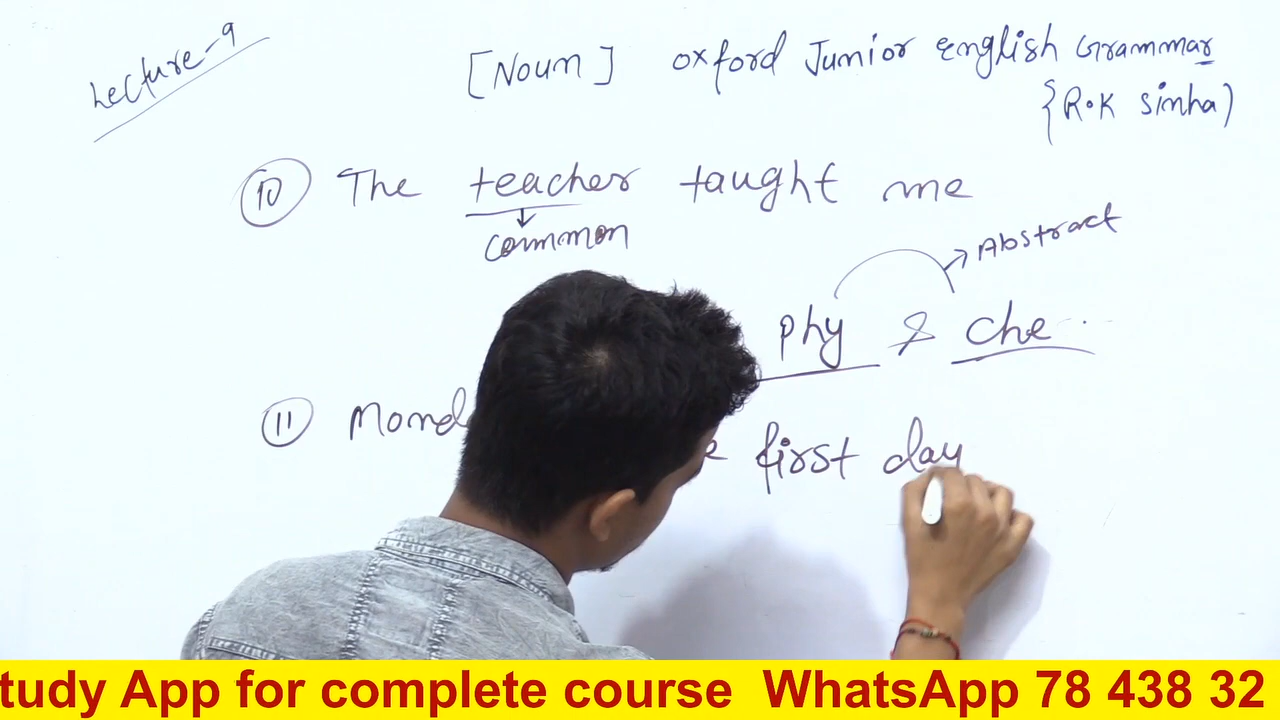 Lecture-9
[Noun] Oxford Junior English Grammar
{R.K Sinha)
10 The teacher taught me
common
Abstract
phy & che..
11 Mond
first day
tudy App for complete course WhatsApp 78 438 32